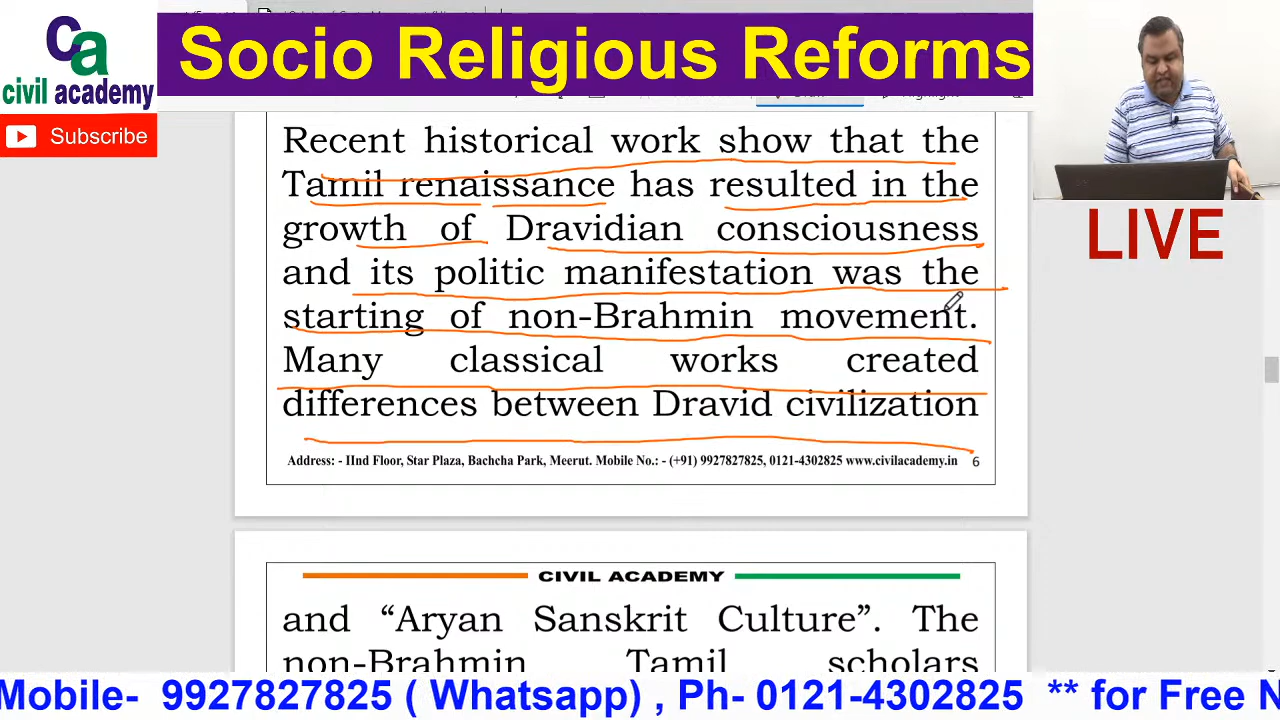 ca
civil academy
Subscribe
Socio Religious Reforms
LIVE
Recent historical work show that the
Tamil renaissance has resulted in the
growth of Dravidian consciousness
and its politic manifestation was the
starting of non-Brahmin movement.
Many classical works created
differences between Dravid civilization
Address: - IInd Floor, Star Plaza, Bachcha Park, Meerut. Mobile No.: - (+91) 9927827825, 0121-4302825 www.civilacademy.in 6
CIVIL ACADEMY
and “Aryan Sanskrit Culture”. The
non-Brahmin Tamil scholars
Mobile- 9927827825 ( Whatsapp) , Ph- 0121-4302825 ** for Free N